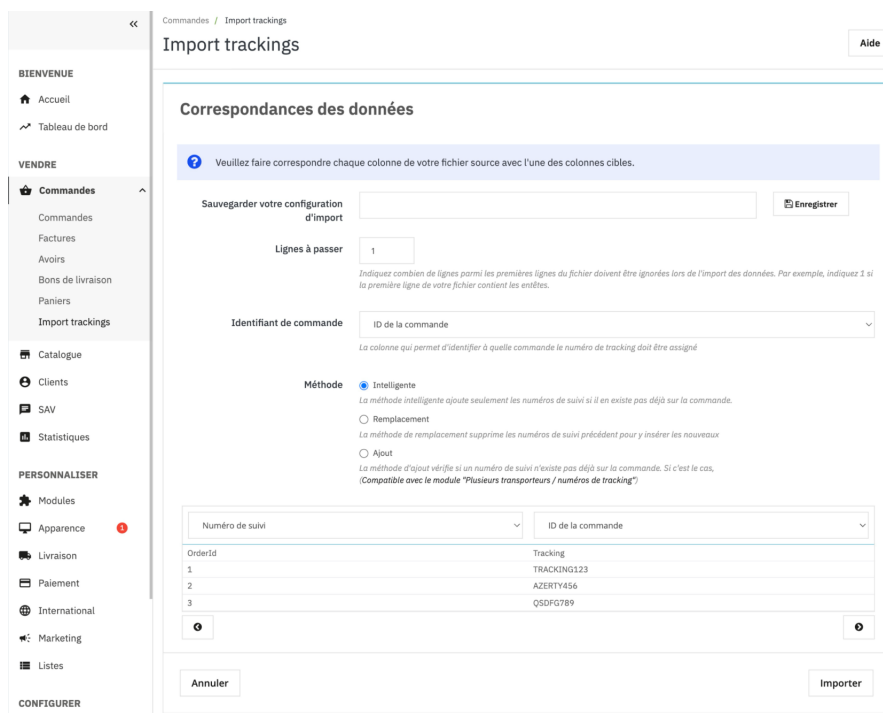 «
BIENVENUE
Accueil
Tableau de bord
VENDRE
Commandes
Commandes
Factures
Avoirs
Bons de livraison
Paniers
Import trackings
Catalogue
Clients
SAV
Statistiques
PERSONNALISER
Modules
Apparence 1
Livraison
Paiement
International
Marketing
Listes
CONFIGURER
Commandes / Import trackings
Import trackings
Aide
Correspondances des données
Veuillez faire correspondre chaque colonne de votre fichier source avec l'une des colonnes cibles.
Sauvegarder votre configuration
d'import
Enregistrer
Lignes à passer
1
Indiquez combien de lignes parmi les premières lignes du fichier doivent être ignorées lors de l'import des données. Par exemple, indiquez 1 si
la première ligne de votre fichier contient les entêtes.
Identifiant de commande
ID de la commande
La colonne qui permet d'identifier à quelle commande le numéro de tracking doit être assigné
Méthode
Intelligente
La méthode intelligente ajoute seulement les numéros de suivi si il en existe pas déjà sur la commande.
Remplacement
La méthode de remplacement supprime les numéros de suivi précédent pour y insérer les nouveaux
Ajout
La méthode d'ajout vérifie si un numéro de suivi n'existe pas déjà sur la commande. Si c'est le cas,
(Compatible avec le module "Plusieurs transporteurs / numéros de tracking")
Numéro de suivi ID de la commande
OrderId Tracking
1 TRACKING123
2 AZERTY456
3 QSDFG789
Annuler
Importer